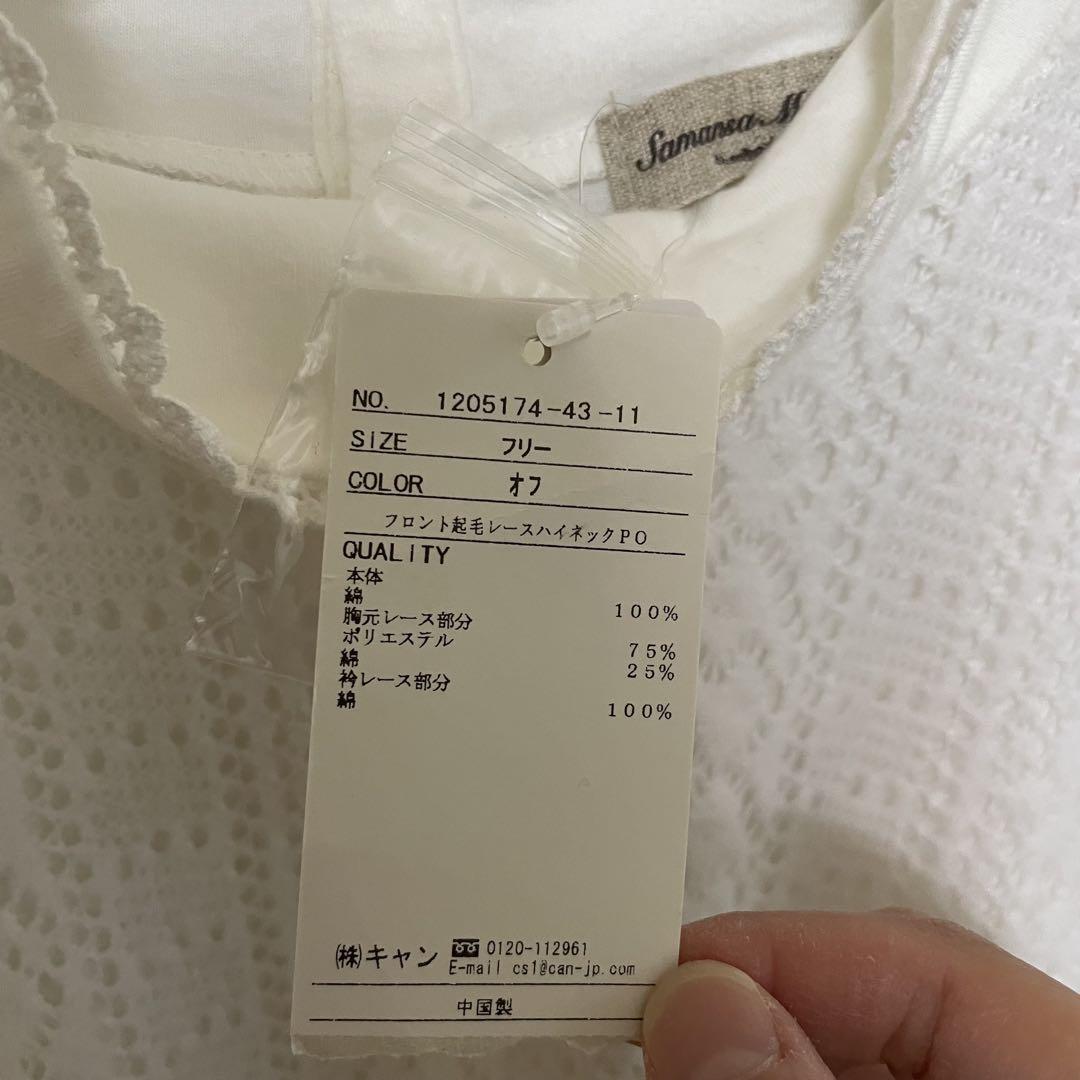 Samansa
NO. 1205174-43-11
SIZE フリー
COLOR オフ
フロント起毛レースハイネックPO
QUALITY
本体
綿 100%
胸元レース部分
ポリエステル 75%
綿 25%
衿レース部分
綿 100%
(株)キャン 0120-112961
E-mail cs1@can-jp.com
中国製